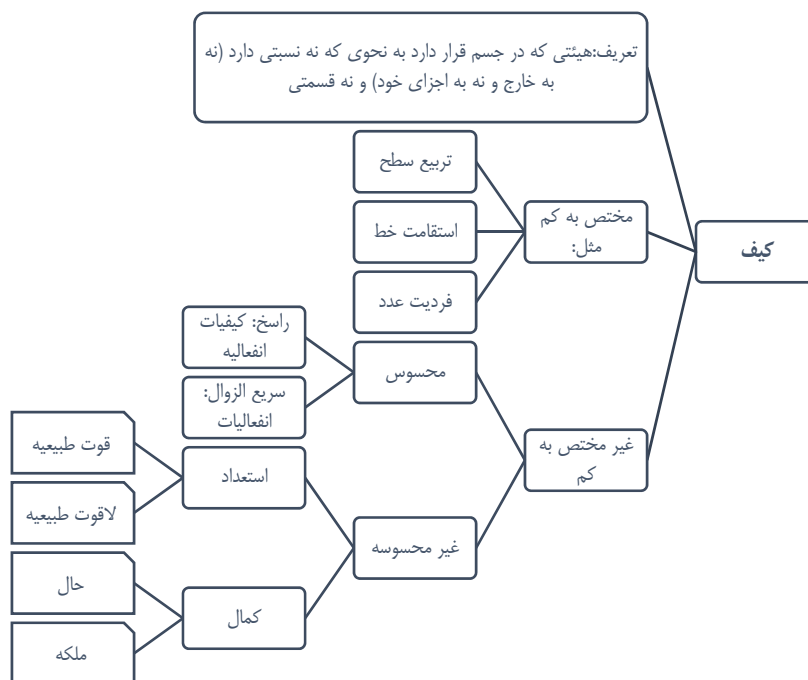 کیف
تعریف:هیئتی که در جسم قرار دارد به نحوی که نه نسبتی دارد (نه
به خارج و نه به اجزای خود) و نه قسمتی
مختص به کم
مثل:
تربیع سطح
استقامت خط
فردیت عدد
غیر مختص به
کم
محسوس
راسخ: کیفیات
انفعالیه
سریع الزوال:
انفعالیات
غیر محسوسه
استعداد
قوت طبیعیه
لاقوت طبیعیه
کمال
حال
ملکه